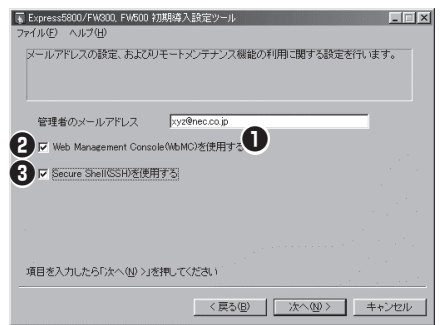 Express5800/FW300, FW500 初期導入設定ツール
ファイル(F) ヘルプ(H)
メールアドレスの設定、およびリモートメンテナンス機能の利用に関する設定を行います。
管理者のメールアドレス xyz@nec.co.jp
❶
❷ Web Management Console(WbMC)を使用する
❸ Secure Shell(SSH)を使用する
項目を入力したら「次へ(N) >」を押してください
< 戻る(B) 次へ(N) > キャンセル